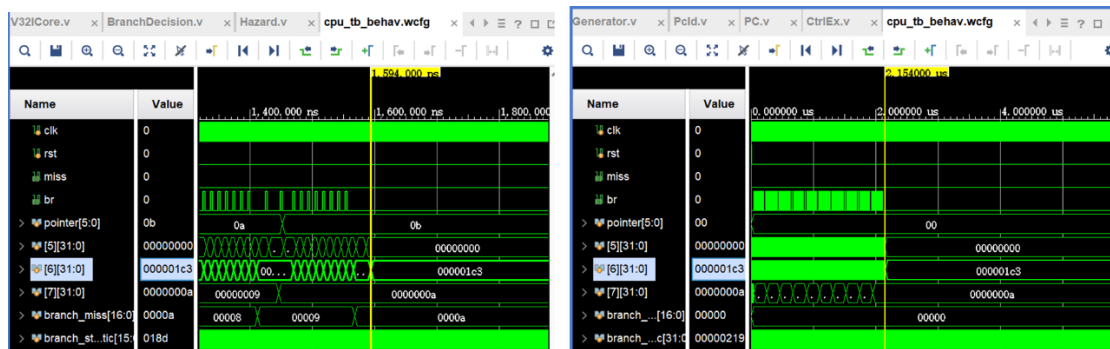 V32ICore.v × BranchDecision.v × Hazard.v × cpu_tb_behav.wcfg ×
1,594.000 ns
Name Value
1,400.000 ns 1,600.000 ns 1,800.000
clk 0
rst 0
miss 0
br 0
pointer[5:0] 0b 0a 0b
[5][31:0] 00000000 00000000
[6][31:0] 000001c3 00... 000001c3
[7][31:0] 0000000a 00000009 0000000a
branch_miss[16:0] 0000a 00008 00009 0000a
branch_st...tic[15: 018d
Generator.v × PcId.v × PC.v × CtrlEx.v × cpu_tb_behav.wcfg ×
2.154000 us
Name Value
0.000000 us 2.000000 us 4.000000 us
clk 0
rst 0
miss 0
br 0
pointer[5:0] 00 00
[5][31:0] 00000000 00000000
[6][31:0] 000001c3 000001c3
[7][31:0] 0000000a 0000000a
branch_...[16:0] 00000 00000
branch_...c[31:0 00000219